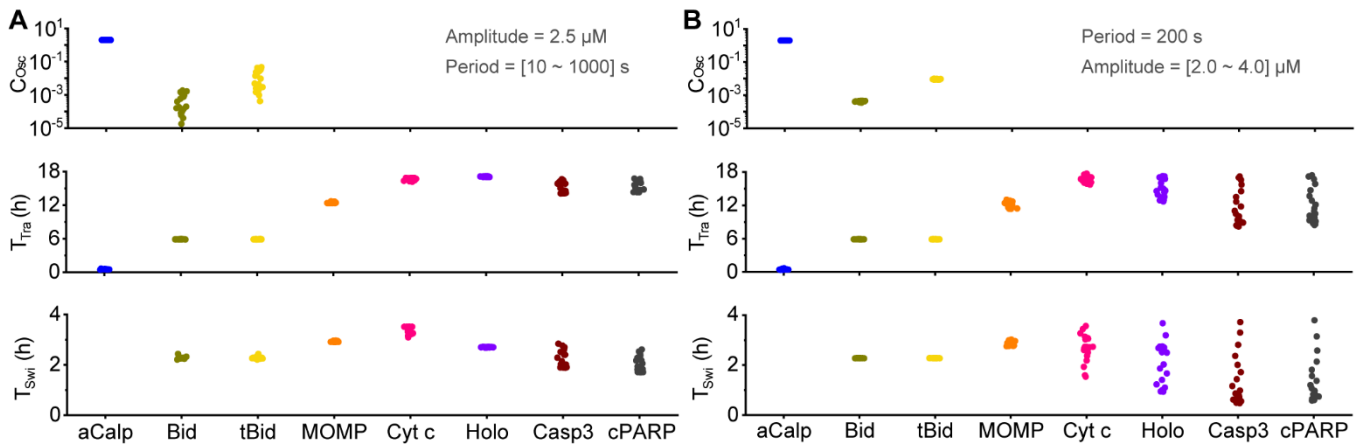 A
Amplitude = 2.5 µM
Period = [10 ~ 1000] s
C_Osc
10^1
10^-1
10^-3
10^-5
T_Tra (h)
18
12
6
0
T_Swi (h)
4
2
0
aCalp Bid tBid MOMP Cyt c Holo Casp3 cPARP
B
Period = 200 s
Amplitude = [2.0 ~ 4.0] µM
C_Osc
10^1
10^-1
10^-3
10^-5
T_Tra (h)
18
12
6
0
T_Swi (h)
4
2
0
aCalp Bid tBid MOMP Cyt c Holo Casp3 cPARP